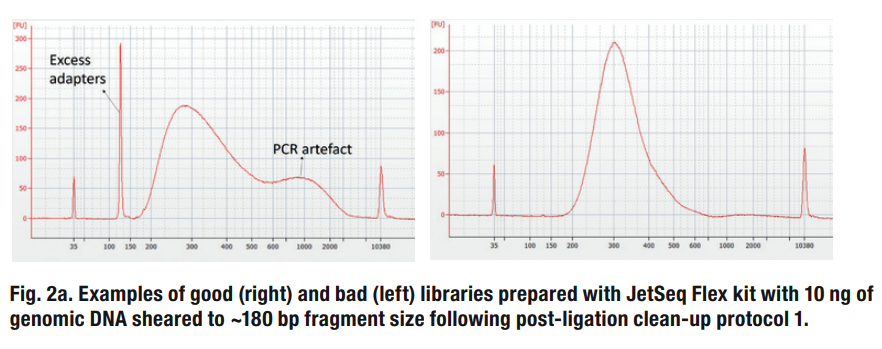 [FU]
300
250
200
150
100
50
0
Excess
adapters
PCR artefact
35 100 150 200 300 400 500 600 1000 2000 10380
[FU]
200
150
100
50
0
35 100 150 200 300 400 500 600 1000 2000 10380
Fig. 2a. Examples of good (right) and bad (left) libraries prepared with JetSeq Flex kit with 10 ng of
genomic DNA sheared to ~180 bp fragment size following post-ligation clean-up protocol 1.